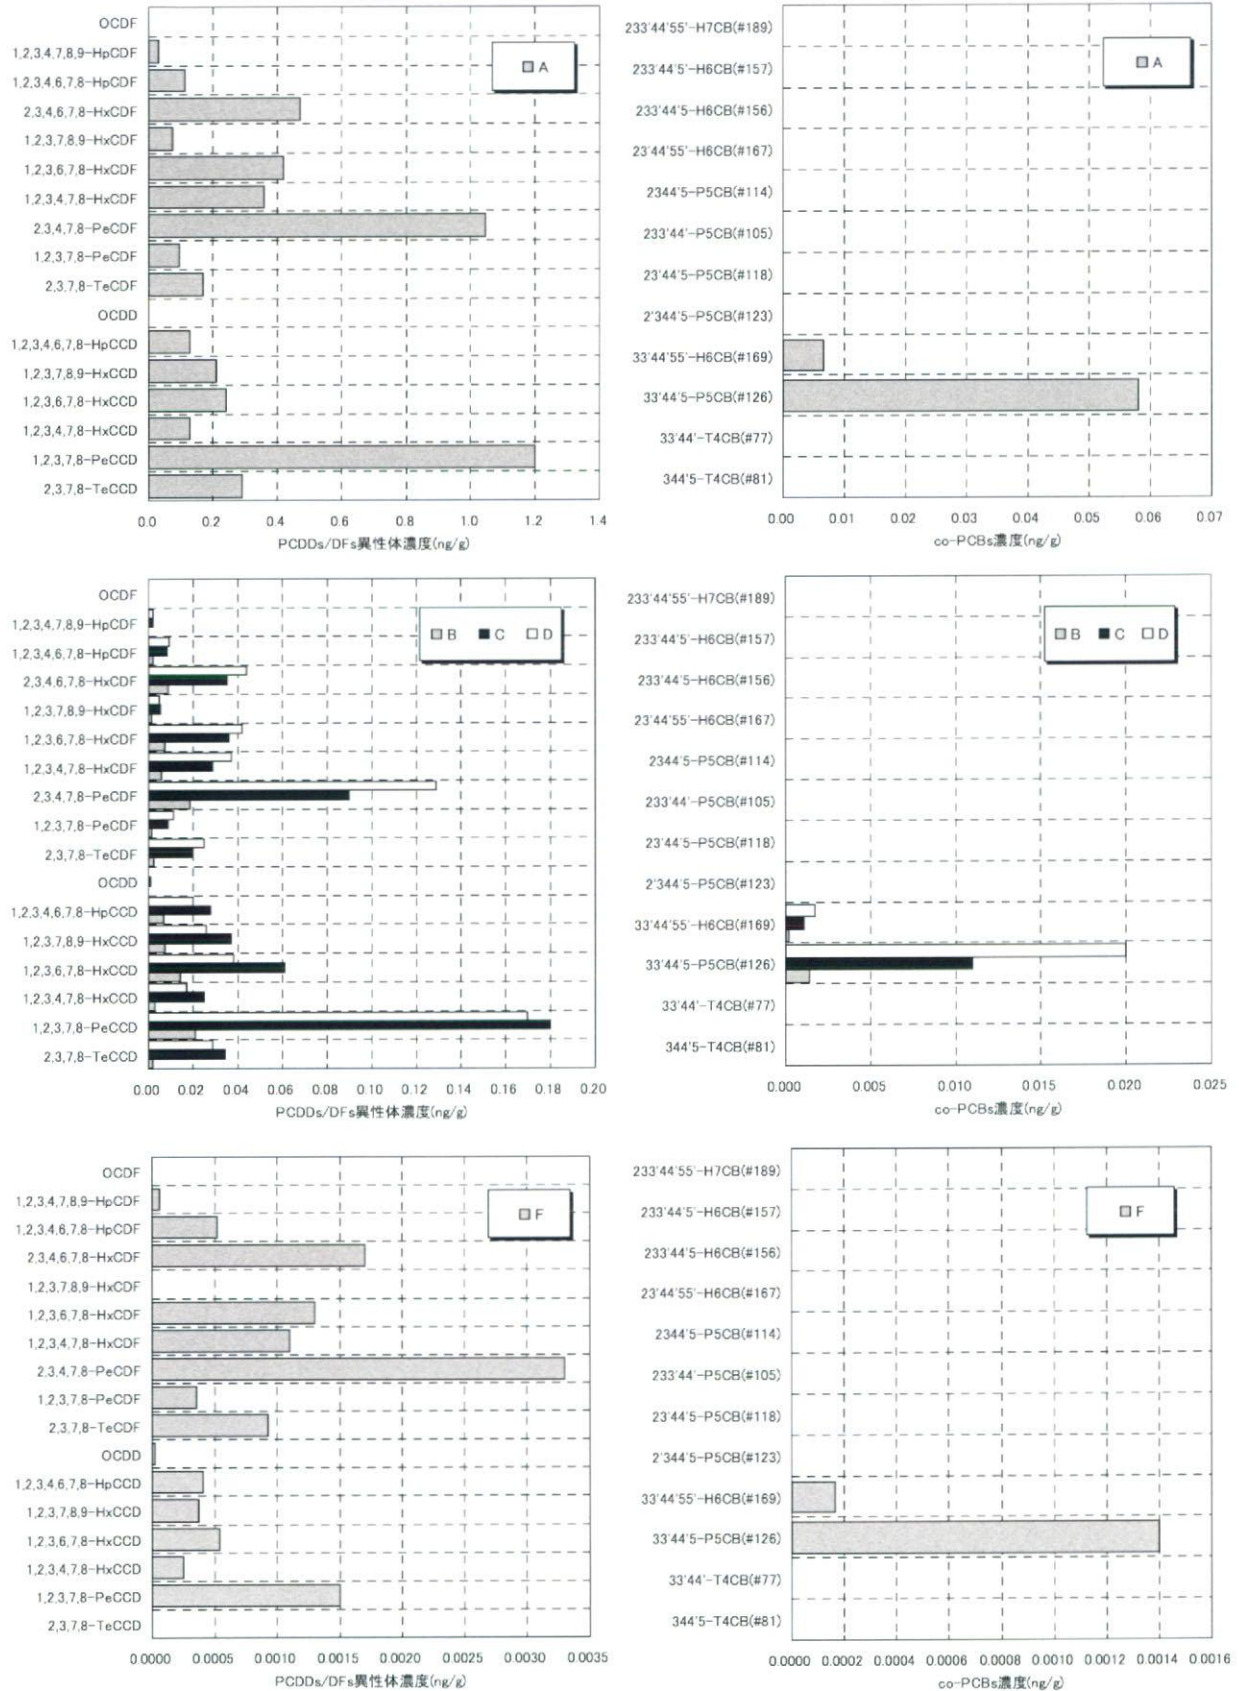 OCDF
1,2,3,4,7,8,9-HpCDF
1,2,3,4,6,7,8-HpCDF
2,3,4,6,7,8-HxCDF
1,2,3,7,8,9-HxCDF
1,2,3,6,7,8-HxCDF
1,2,3,4,7,8-HxCDF
2,3,4,7,8-PeCDF
1,2,3,7,8-PeCDF
2,3,7,8-TeCDF
OCDD
1,2,3,4,6,7,8-HpCCD
1,2,3,7,8,9-HxCCD
1,2,3,6,7,8-HxCCD
1,2,3,4,7,8-HxCCD
1,2,3,7,8-PeCCD
2,3,7,8-TeCCD
A
0.0 0.2 0.4 0.6 0.8 1.0 1.2 1.4
PCDDs/DFs異性体濃度(ng/g)
233'44'55'-H7CB(#189)
233'44'5'-H6CB(#157)
233'44'5-H6CB(#156)
23'44'55'-H6CB(#167)
2344'5-P5CB(#114)
233'44'-P5CB(#105)
23'44'5-P5CB(#118)
2'344'5-P5CB(#123)
33'44'55'-H6CB(#169)
33'44'5-P5CB(#126)
33'44'-T4CB(#77)
344'5-T4CB(#81)
A
0.00 0.01 0.02 0.03 0.04 0.05 0.06 0.07
co-PCBs濃度(ng/g)
OCDF
1,2,3,4,7,8,9-HpCDF
1,2,3,4,6,7,8-HpCDF
2,3,4,6,7,8-HxCDF
1,2,3,7,8,9-HxCDF
1,2,3,6,7,8-HxCDF
1,2,3,4,7,8-HxCDF
2,3,4,7,8-PeCDF
1,2,3,7,8-PeCDF
2,3,7,8-TeCDF
OCDD
1,2,3,4,6,7,8-HpCCD
1,2,3,7,8,9-HxCCD
1,2,3,6,7,8-HxCCD
1,2,3,4,7,8-HxCCD
1,2,3,7,8-PeCCD
2,3,7,8-TeCCD
B C D
0.00 0.02 0.04 0.06 0.08 0.10 0.12 0.14 0.16 0.18 0.20
PCDDs/DFs異性体濃度(ng/g)
233'44'55'-H7CB(#189)
233'44'5'-H6CB(#157)
233'44'5-H6CB(#156)
23'44'55'-H6CB(#167)
2344'5-P5CB(#114)
233'44'-P5CB(#105)
23'44'5-P5CB(#118)
2'344'5-P5CB(#123)
33'44'55'-H6CB(#169)
33'44'5-P5CB(#126)
33'44'-T4CB(#77)
344'5-T4CB(#81)
B C D
0.000 0.005 0.010 0.015 0.020 0.025
co-PCBs濃度(ng/g)
OCDF
1,2,3,4,7,8,9-HpCDF
1,2,3,4,6,7,8-HpCDF
2,3,4,6,7,8-HxCDF
1,2,3,7,8,9-HxCDF
1,2,3,6,7,8-HxCDF
1,2,3,4,7,8-HxCDF
2,3,4,7,8-PeCDF
1,2,3,7,8-PeCDF
2,3,7,8-TeCDF
OCDD
1,2,3,4,6,7,8-HpCCD
1,2,3,7,8,9-HxCCD
1,2,3,6,7,8-HxCCD
1,2,3,4,7,8-HxCCD
1,2,3,7,8-PeCCD
2,3,7,8-TeCCD
F
0.0000 0.0005 0.0010 0.0015 0.0020 0.0025 0.0030 0.0035
PCDDs/DFs異性体濃度(ng/g)
233'44'55'-H7CB(#189)
233'44'5'-H6CB(#157)
233'44'5-H6CB(#156)
23'44'55'-H6CB(#167)
2344'5-P5CB(#114)
233'44'-P5CB(#105)
23'44'5-P5CB(#118)
2'344'5-P5CB(#123)
33'44'55'-H6CB(#169)
33'44'5-P5CB(#126)
33'44'-T4CB(#77)
344'5-T4CB(#81)
F
0.0000 0.0002 0.0004 0.0006 0.0008 0.0010 0.0012 0.0014 0.0016
co-PCBs濃度(ng/g)